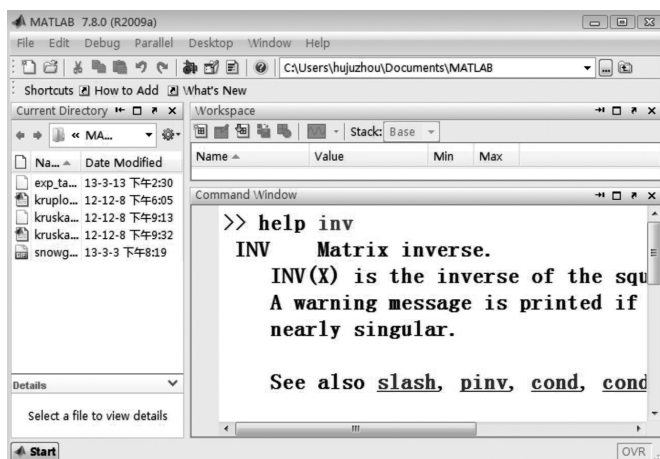 MATLAB 7.8.0 (R2009a)
File Edit Debug Parallel Desktop Window Help
C:\Users\hujuzhou\Documents\MATLAB
Shortcuts How to Add What's New
Current Directory
« MA...
Na... Date Modified
exp_ta... 13-3-13 下午2:30
kruplo... 12-12-8 下午6:05
kruska... 12-12-8 下午9:13
kruska... 12-12-8 下午9:32
snowg... 13-3-3 下午8:19
Details
Select a file to view details
Workspace
Stack: Base
Name Value Min Max
Command Window
>> help inv
INV Matrix inverse.
INV(X) is the inverse of the squ
A warning message is printed if
nearly singular.
See also slash, pinv, cond, cond
Start
OVR